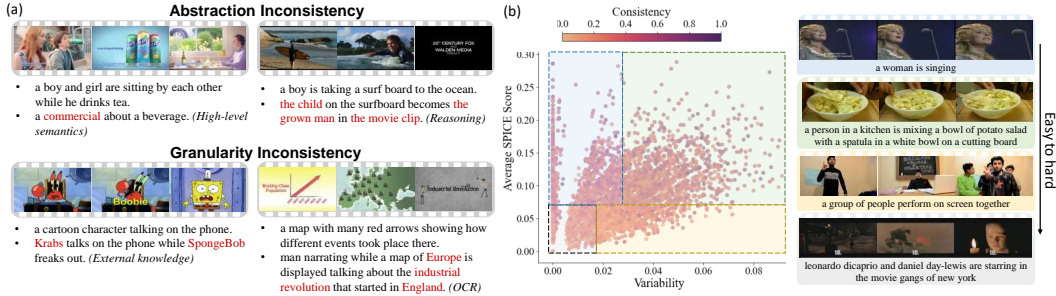 (a)
Abstraction Inconsistency
20TH CENTURY FOX
WALDEN MEDIA
• a boy and girl are sitting by each other
while he drinks tea.
• a commercial about a beverage. (High-level
semantics)
• a boy is taking a surf board to the ocean.
• the child on the surfboard becomes the
grown man in the movie clip. (Reasoning)
Granularity Inconsistency
Boobie
Working Class
Population
Industrial Revolution
• a cartoon character talking on the phone.
• Krabs talks on the phone while SpongeBob
freaks out. (External knowledge)
• a map with many red arrows showing how
different events took place there.
• man narrating while a map of Europe is
displayed talking about the industrial
revolution that started in England. (OCR)
(b)
Consistency
0.0 0.2 0.4 0.6 0.8 1.0
Average SPICE Score
0.30
0.25
0.20
0.15
0.10
0.05
0.00
0.00 0.02 0.04 0.06 0.08
Variability
a woman is singing
a person in a kitchen is mixing a bowl of potato salad
with a spatula in a white bowl on a cutting board
a group of people perform on screen together
leonardo dicaprio and daniel day-lewis are starring in
the movie gangs of new york
Easy to hard